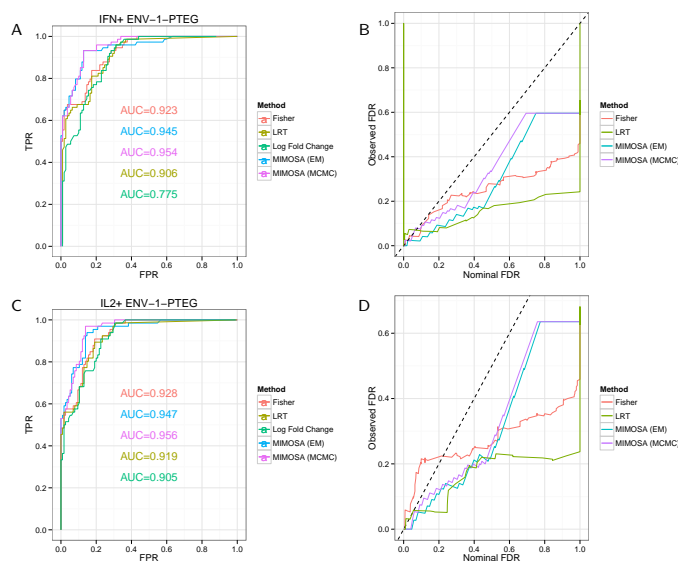 A
IFN+ ENV−1−PTEG
1.0
0.8
0.6
0.4
0.2
0.0
TPR
AUC=0.923
AUC=0.945
AUC=0.954
AUC=0.906
AUC=0.775
0.0 0.2 0.4 0.6 0.8 1.0
FPR
Method
Fisher
LRT
Log Fold Change
MIMOSA (EM)
MIMOSA (MCMC)
B
1.0
0.8
0.6
0.4
0.2
0.0
Observed FDR
0.0 0.2 0.4 0.6 0.8 1.0
Nominal FDR
Method
Fisher
LRT
MIMOSA (EM)
MIMOSA (MCMC)
C
IL2+ ENV−1−PTEG
1.0
0.8
0.6
0.4
0.2
0.0
TPR
AUC=0.928
AUC=0.947
AUC=0.956
AUC=0.919
AUC=0.905
0.0 0.2 0.4 0.6 0.8 1.0
FPR
Method
Fisher
LRT
Log Fold Change
MIMOSA (EM)
MIMOSA (MCMC)
D
0.6
0.4
0.2
0.0
Observed FDR
0.0 0.2 0.4 0.6 0.8 1.0
Nominal FDR
Method
Fisher
LRT
MIMOSA (EM)
MIMOSA (MCMC)